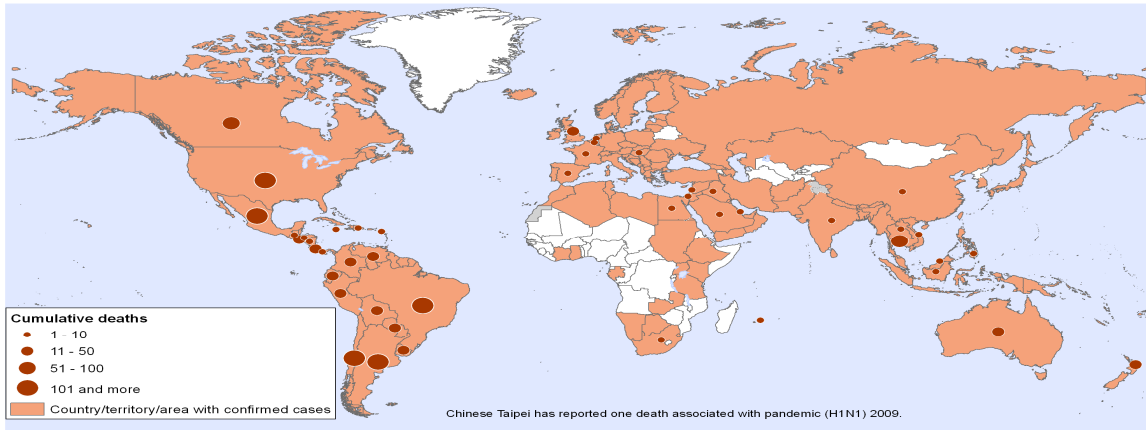 Cumulative deaths
1 - 10
11 - 50
51 - 100
101 and more
Country/territory/area with confirmed cases
Chinese Taipei has reported one death associated with pandemic (H1N1) 2009.